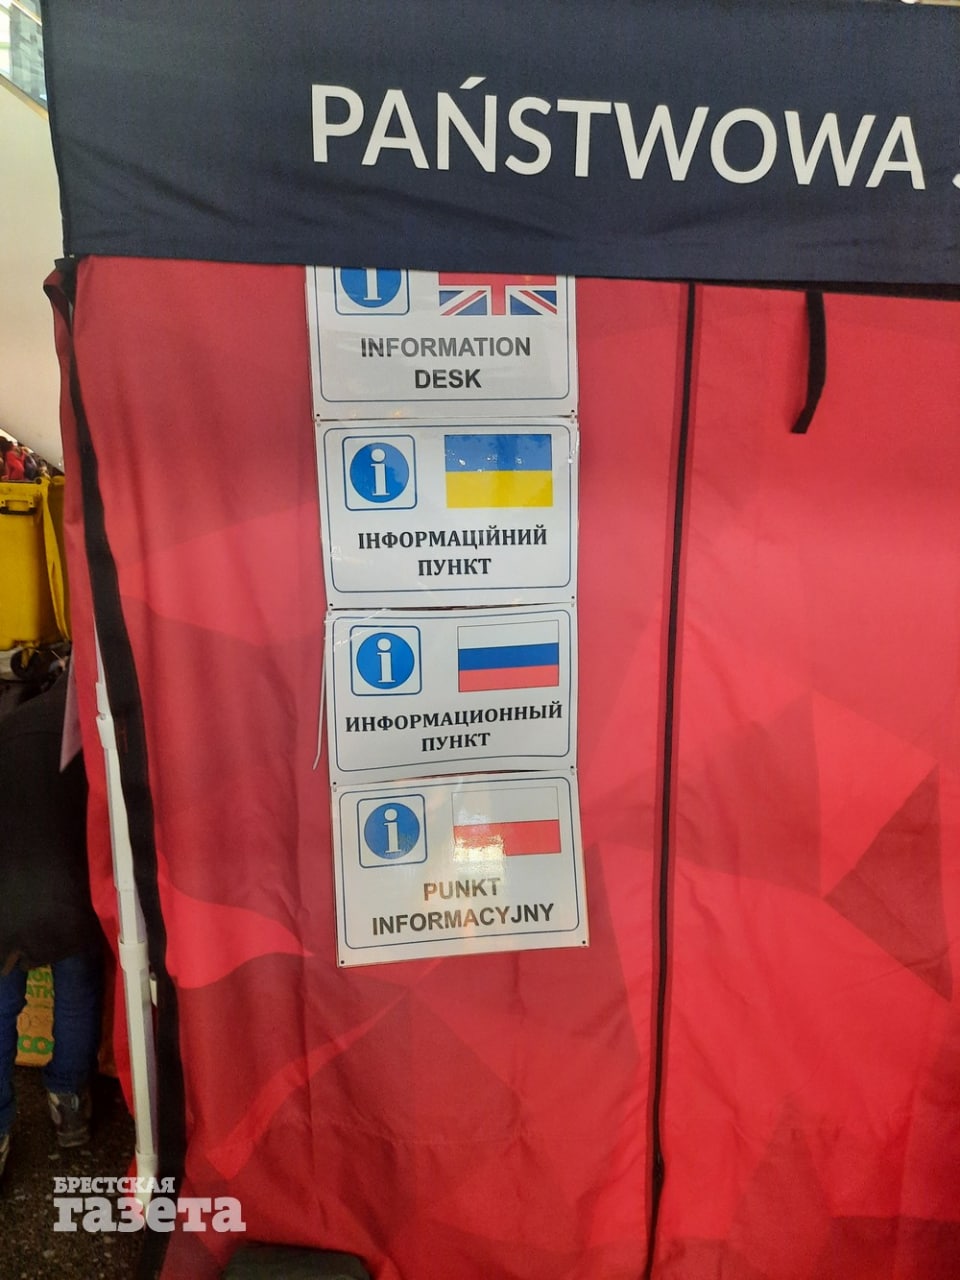 PAŃSTWOWA
INFORMATION
DESK
ІНФОРМАЦІЙНИЙ
ПУНКТ
ИНФОРМАЦИОННЫЙ
ПУНКТ
PUNKT
INFORMACYJNY
БРЕСТСКАЯ
газета